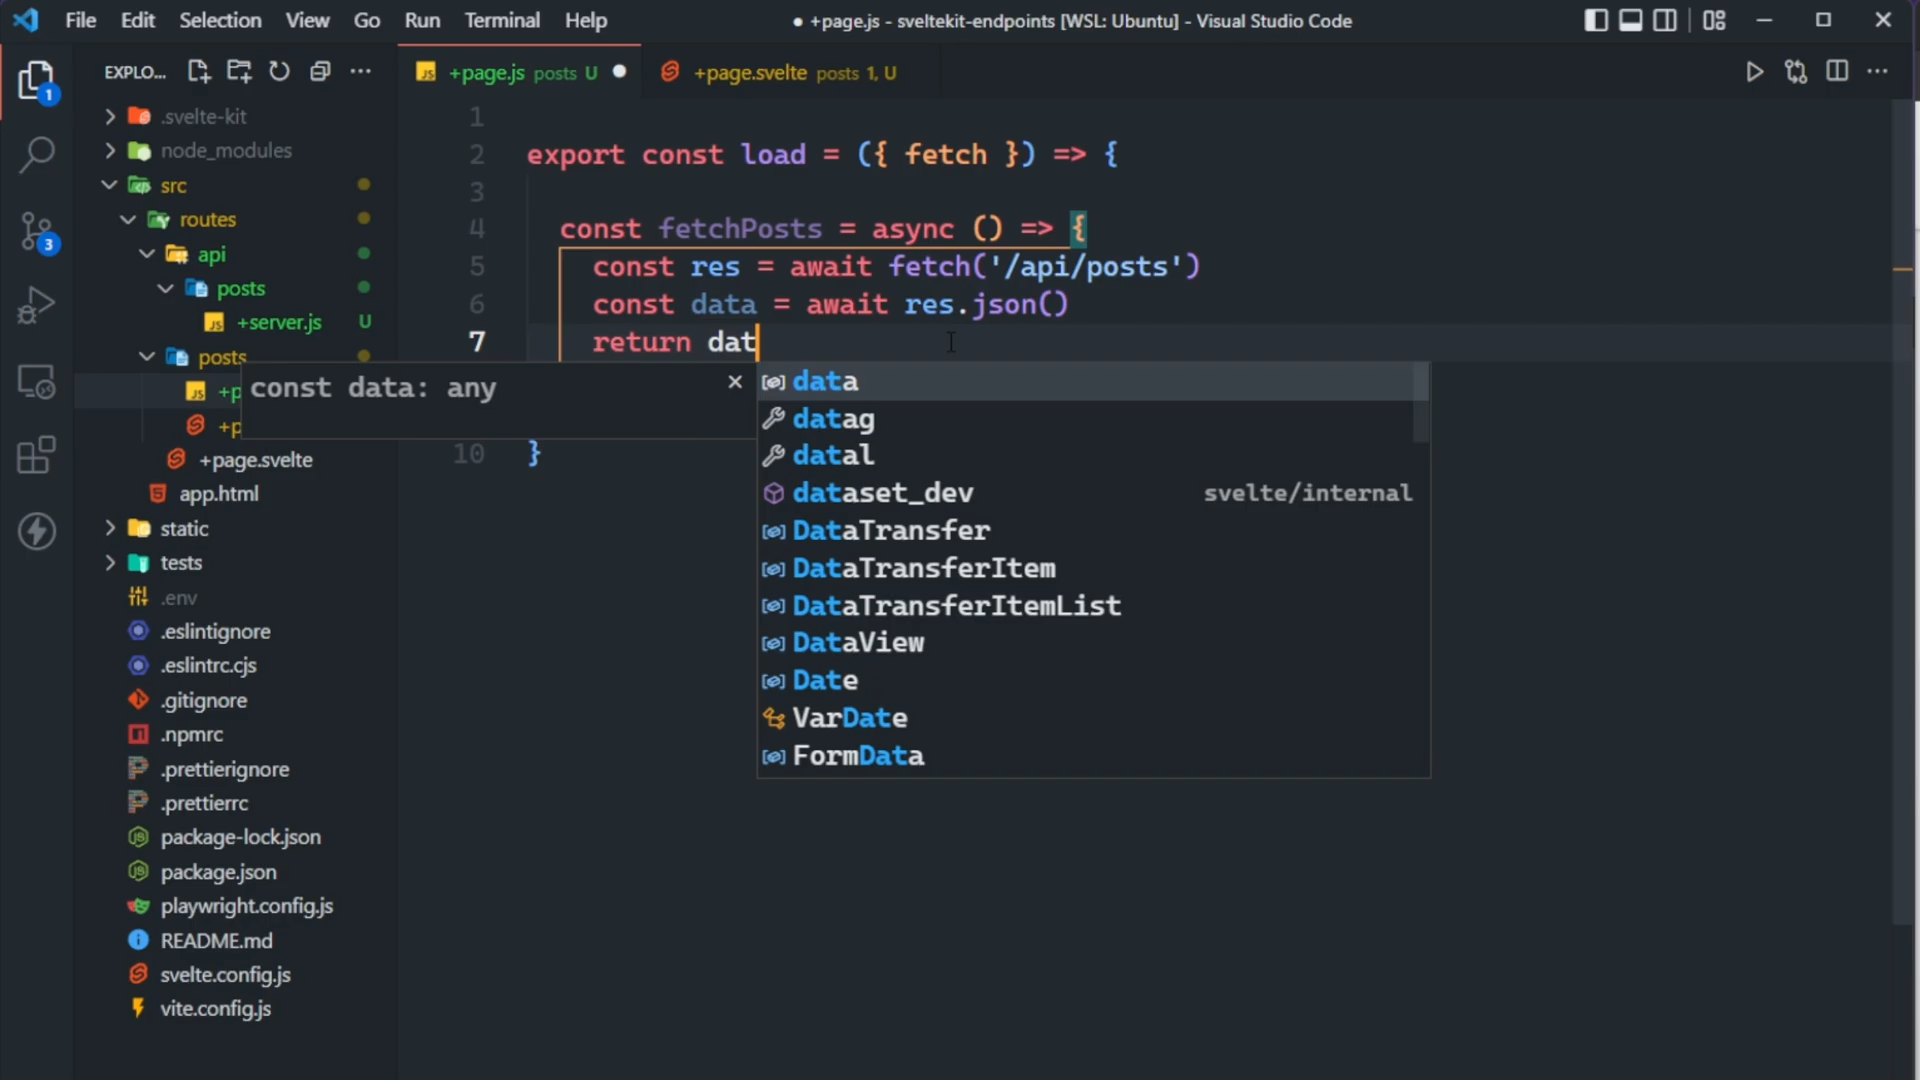 File Edit Selection View Go Run Terminal Help
● +page.js - sveltekit-endpoints [WSL: Ubuntu] - Visual Studio Code
EXPLO...
+page.js posts U
+page.svelte posts 1, U
1
3
.svelte-kit
node_modules
src
routes
api
posts
+server.js U
posts
+p
+p
+page.svelte
app.html
static
tests
.env
.eslintignore
.eslintrc.cjs
.gitignore
.npmrc
.prettierignore
.prettierrc
package-lock.json
package.json
playwright.config.js
README.md
svelte.config.js
vite.config.js
1
2 export const load = ({ fetch }) => {
3
4 const fetchPosts = async () => {
5 const res = await fetch('/api/posts')
6 const data = await res.json()
7 return dat
10 }
const data: any
data
datag
datal
dataset_dev svelte/internal
DataTransfer
DataTransferItem
DataTransferItemList
DataView
Date
VarDate
FormData